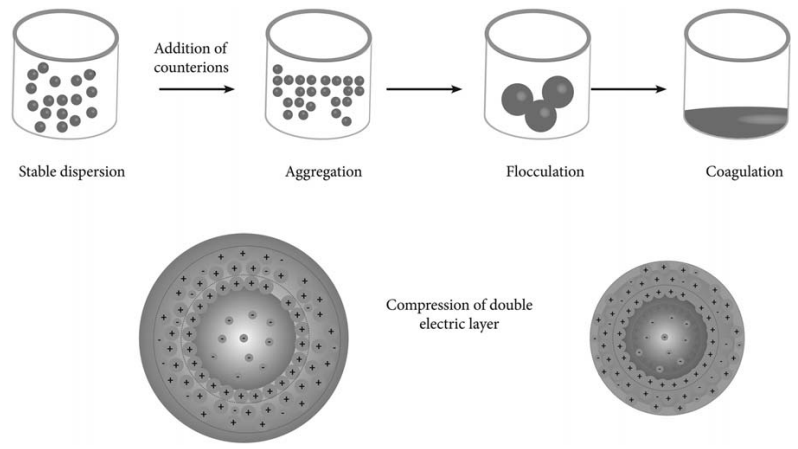 Addition of
counterions
Stable dispersion
Aggregation
Flocculation
Coagulation
Compression of double
electric layer